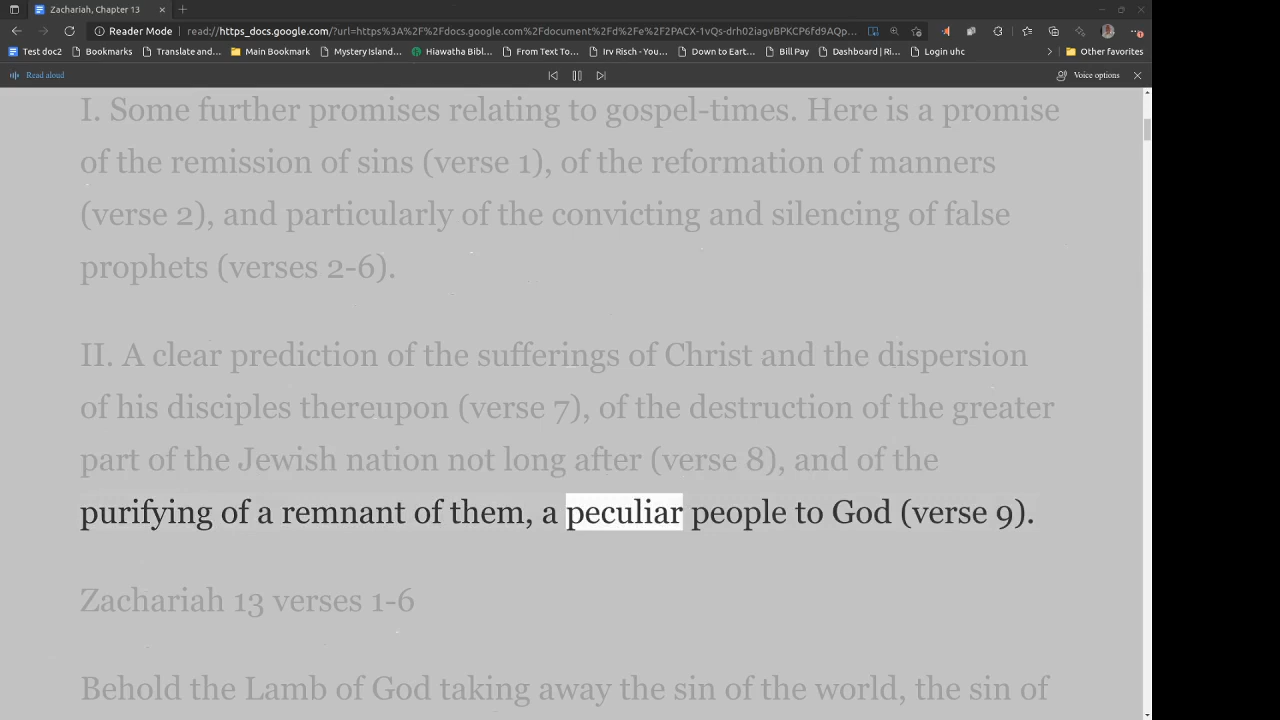 Zachariah, Chapter 13
Reader Mode read://https_docs.google.com/?url=https%3A%2F%2Fdocs.google.com%2Fdocument%2Fd%2Fe%2F2PACX-1vQs-drh02iagvBPKCP6fd9AQp...
Test doc2 Bookmarks Translate and... Main Bookmark Mystery Island... Hiawatha Bibl... From Text To... Irv Risch - You... Down to Eart... Bill Pay Dashboard | Ri... Login uhc Other favorites
Read aloud Voice options
I. Some further promises relating to gospel-times. Here is a promise
of the remission of sins (verse 1), of the reformation of manners
(verse 2), and particularly of the convicting and silencing of false
prophets (verses 2-6).
II. A clear prediction of the sufferings of Christ and the dispersion
of his disciples thereupon (verse 7), of the destruction of the greater
part of the Jewish nation not long after (verse 8), and of the
purifying of a remnant of them, a peculiar people to God (verse 9).
Zachariah 13 verses 1-6
Behold the Lamb of God taking away the sin of the world, the sin of